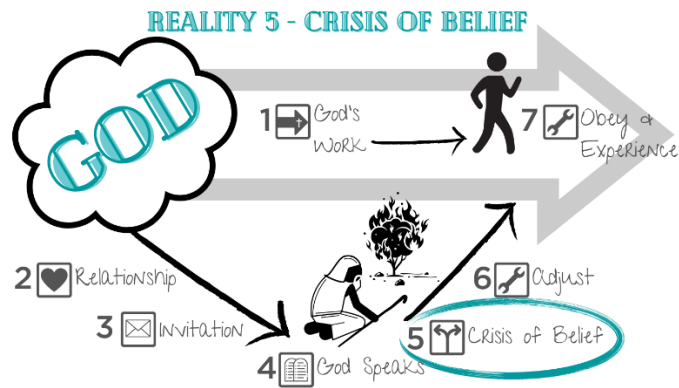 REALITY 5 - CRISIS OF BELIEF
GOD
1 God's
Work
7 Obey &
Experience
2 Relationship
3 Invitation
4 God Speaks
6 Adjust
5 Crisis of Belief